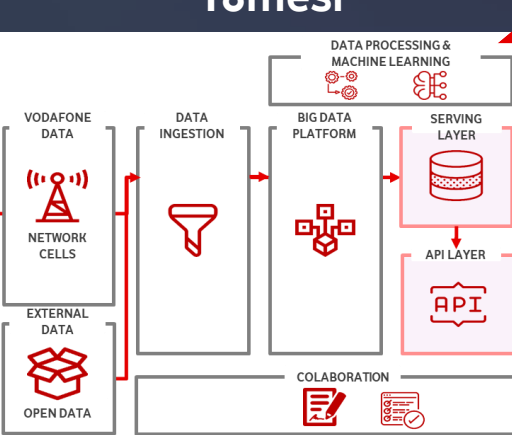 DATA PROCESSING &
MACHINE LEARNING
VODAFONE
DATA
DATA
INGESTION
BIG DATA
PLATFORM
SERVING
LAYER
NETWORK
CELLS
API LAYER
API
EXTERNAL
DATA
OPEN DATA
COLABORATION